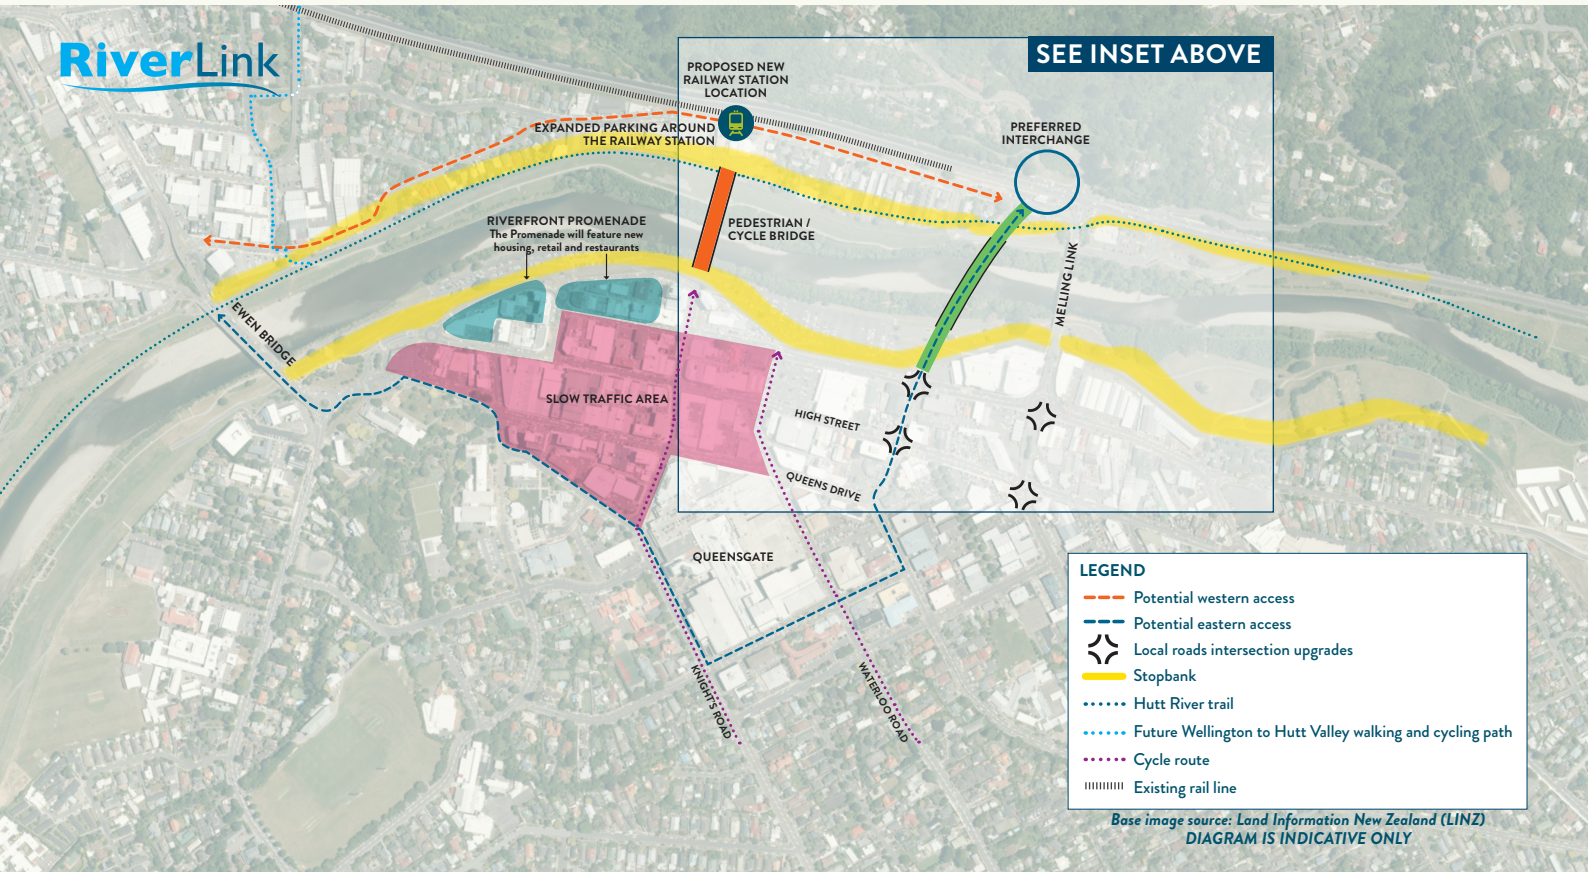 RiverLink
SEE INSET ABOVE
PROPOSED NEW
RAILWAY STATION
LOCATION
EXPANDED PARKING AROUND
THE RAILWAY STATION
PREFERRED
INTERCHANGE
RIVERFRONT PROMENADE
The Promenade will feature new
housing, retail and restaurants
PEDESTRIAN /
CYCLE BRIDGE
MELLING LINK
EWEN BRIDGE
SLOW TRAFFIC AREA
HIGH STREET
QUEENS DRIVE
QUEENSGATE
KNIGHTS ROAD
WATERLOO ROAD
LEGEND
Potential western access
Potential eastern access
Local roads intersection upgrades
Stopbank
Hutt River trail
Future Wellington to Hutt Valley walking and cycling path
Cycle route
Existing rail line
Base image source: Land Information New Zealand (LINZ)
DIAGRAM IS INDICATIVE ONLY